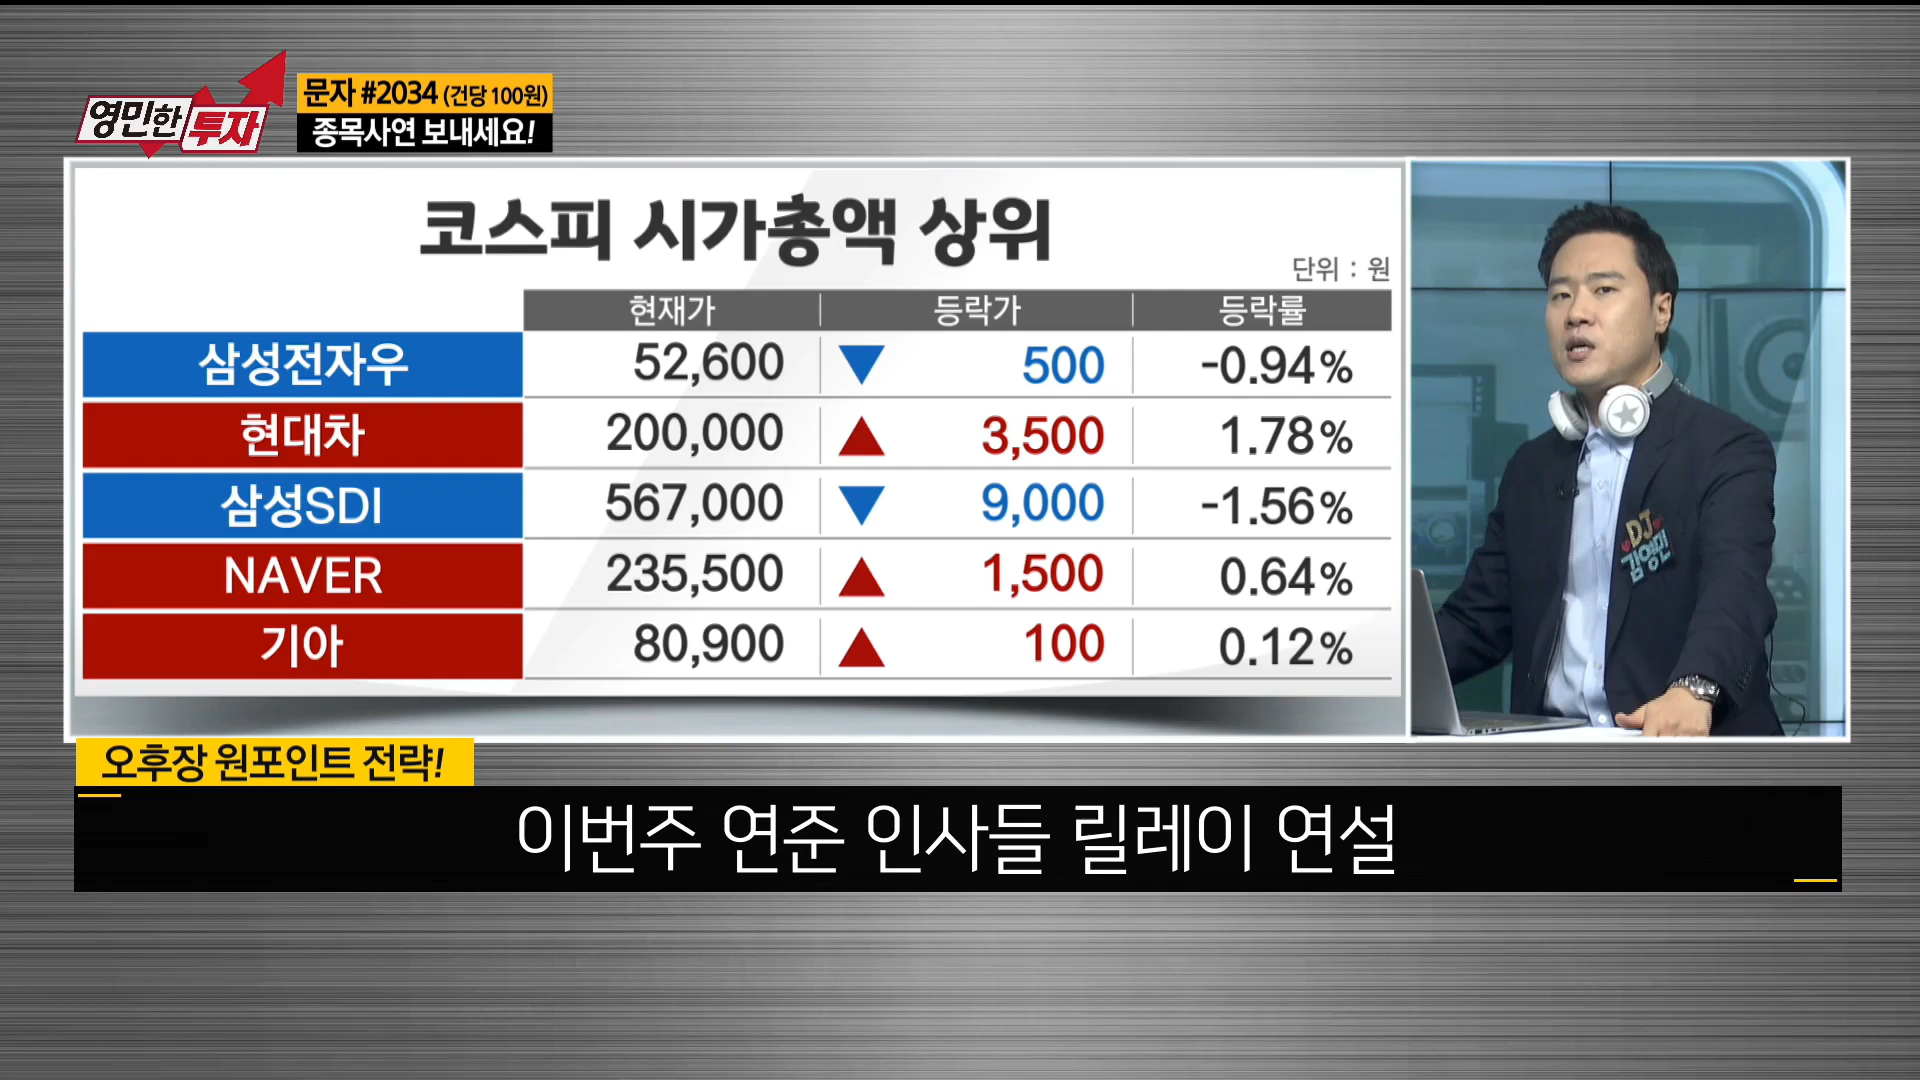 영민한 투자
문자 #2034 (건당 100원)
종목사연 보내세요!
코스피 시가총액 상위
단위 : 원
현재가 등락가 등락률
삼성전자우 52,600 ▼ 500 -0.94%
현대차 200,000 ▲ 3,500 1.78%
삼성SDI 567,000 ▼ 9,000 -1.56%
NAVER 235,500 ▲ 1,500 0.64%
기아 80,900 ▲ 100 0.12%
DJ
김영민
오후장 원포인트 전략!
이번주 연준 인사들 릴레이 연설